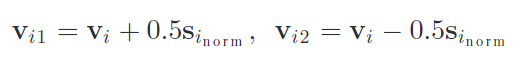 v_{i1} = v_i + 0.5s_{i_{norm}} , v_{i2} = v_i − 0.5s_{i_{norm}}